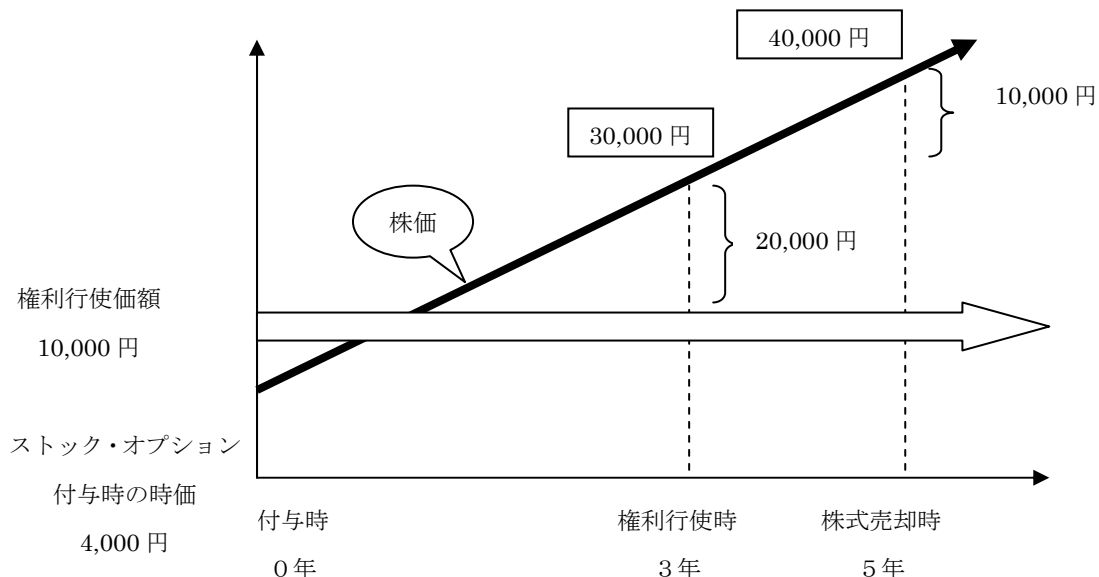 40,000 円
10,000 円
30,000 円
株価
20,000 円
権利行使価額
10,000 円
ストック・オプション
付与時の時価
4,000 円
付与時
権利行使時
株式売却時
０年
３年
５年